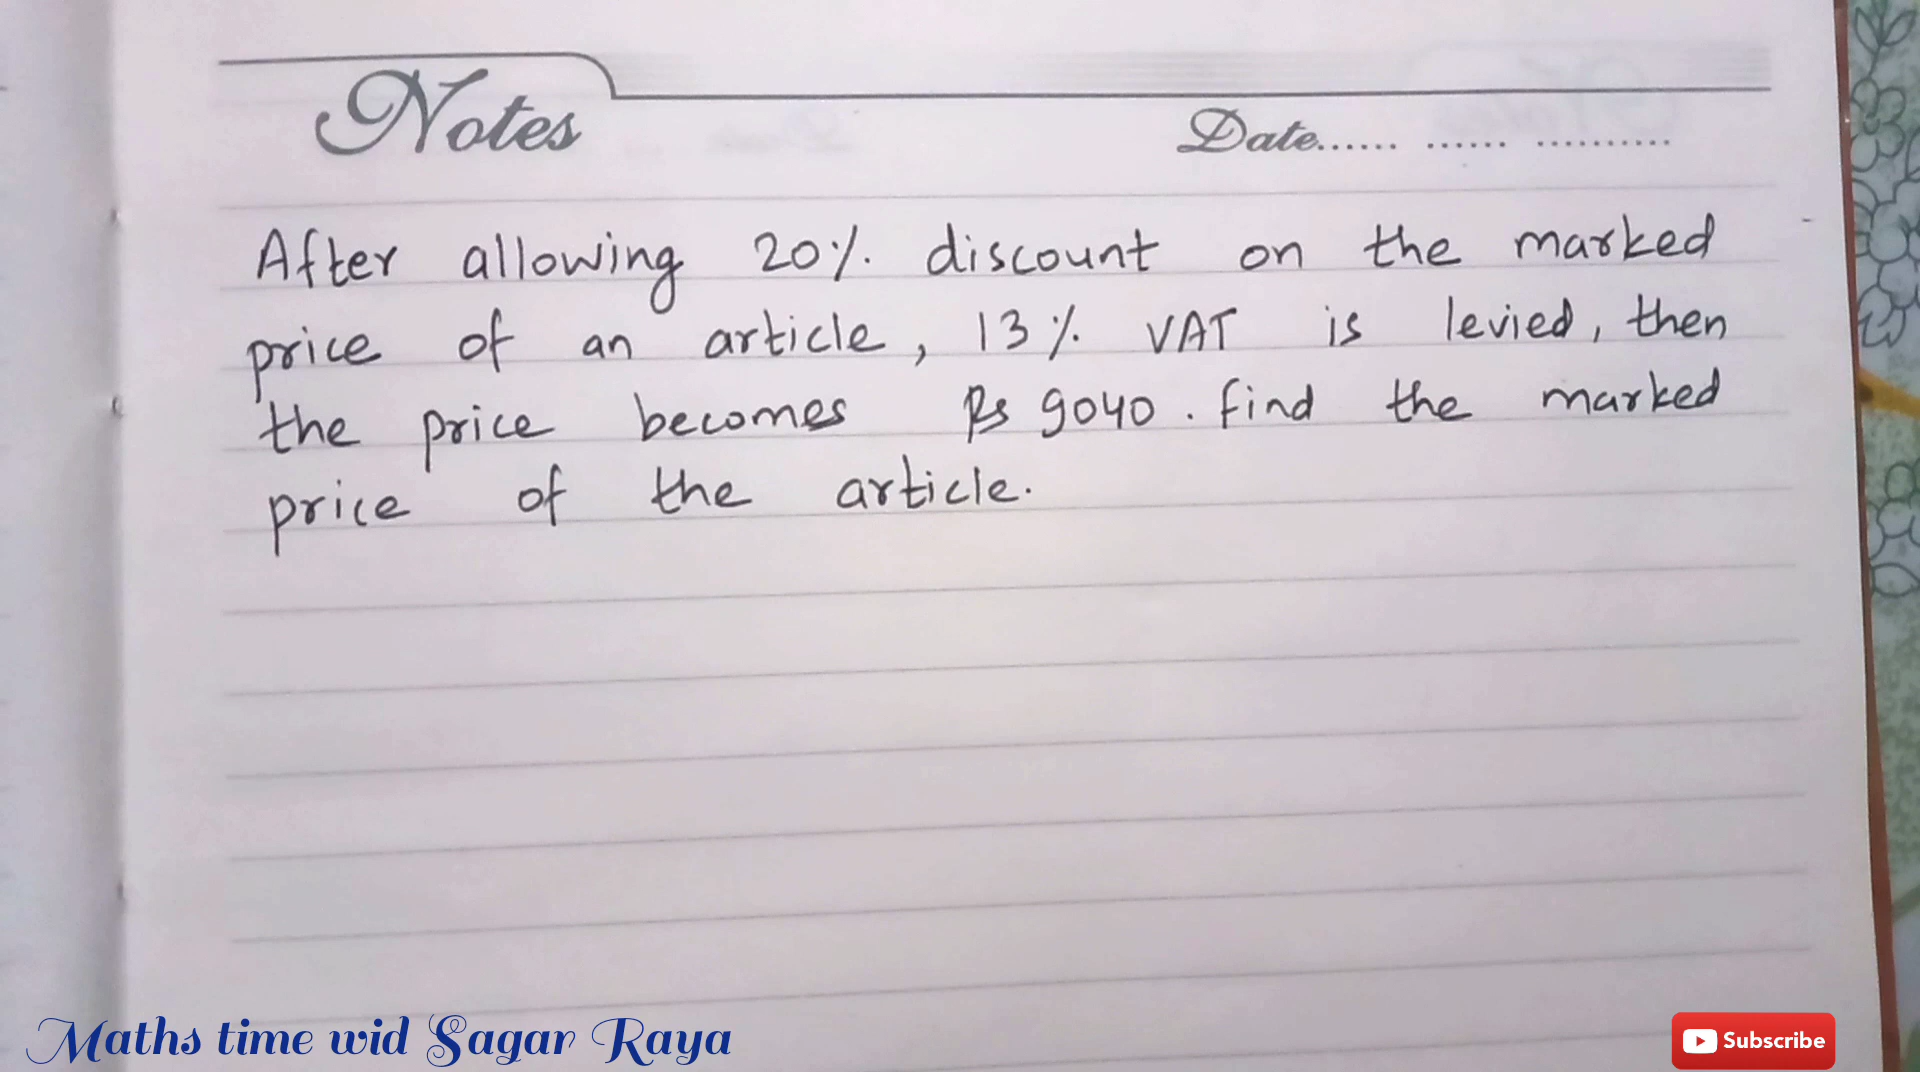 Notes
Date...... ...... ..........
After allowing 20% discount on the marked
price of an article, 13% VAT is levied, then
the price becomes Rs 9040. find the marked
price of the article.
Maths time wid Sagar Raya
Subscribe